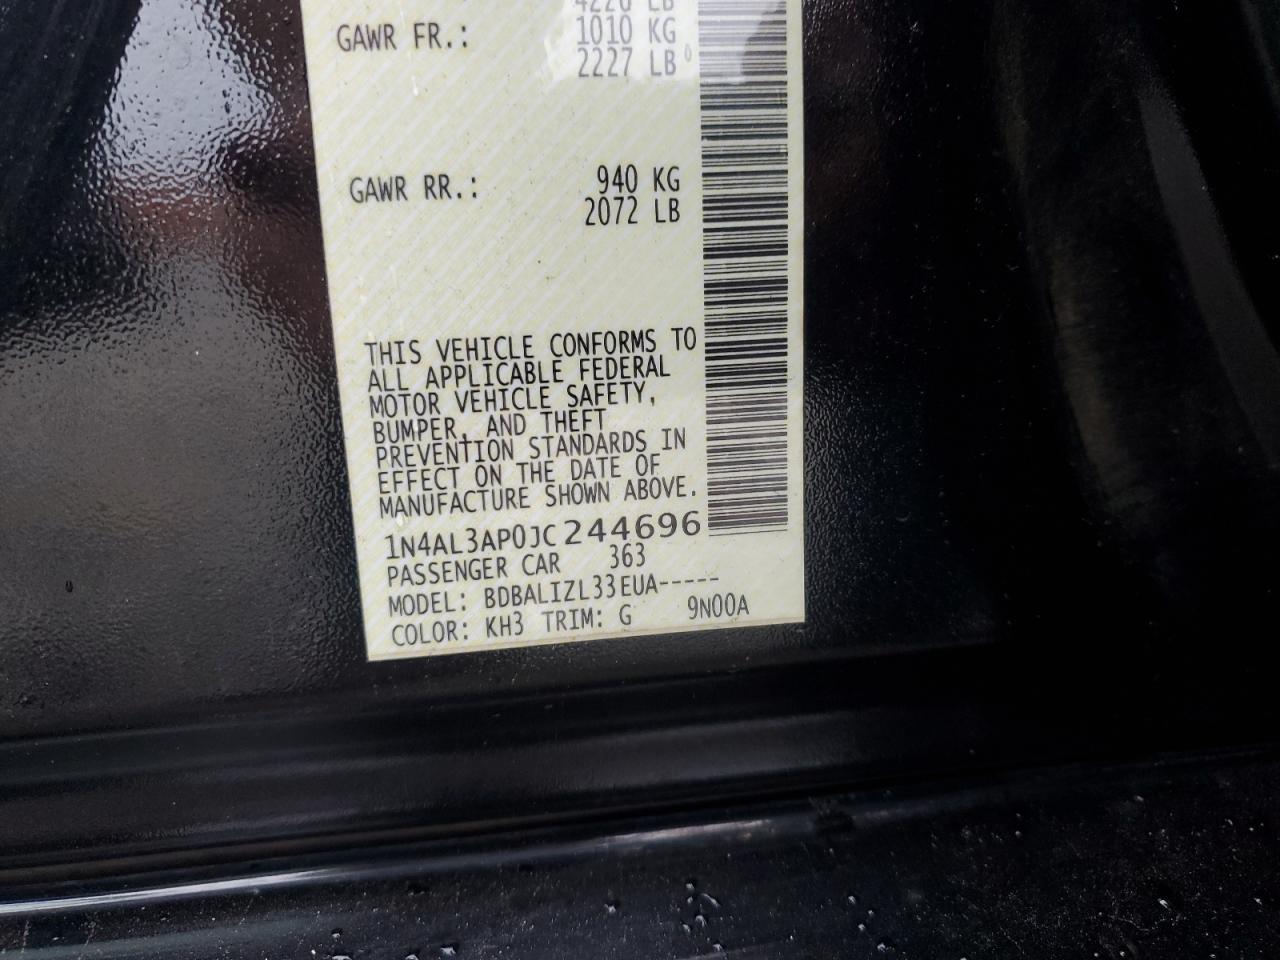 4226 LB
GAWR FR.: 1010 KG
2227 LB
GAWR RR.: 940 KG
2072 LB
THIS VEHICLE CONFORMS TO
ALL APPLICABLE FEDERAL
MOTOR VEHICLE SAFETY,
BUMPER, AND THEFT
PREVENTION STANDARDS IN
EFFECT ON THE DATE OF
MANUFACTURE SHOWN ABOVE.
1N4AL3AP0JC244696
PASSENGER CAR 363
MODEL: BDBALIZL33EUA-----
COLOR: KH3 TRIM: G 9N00A